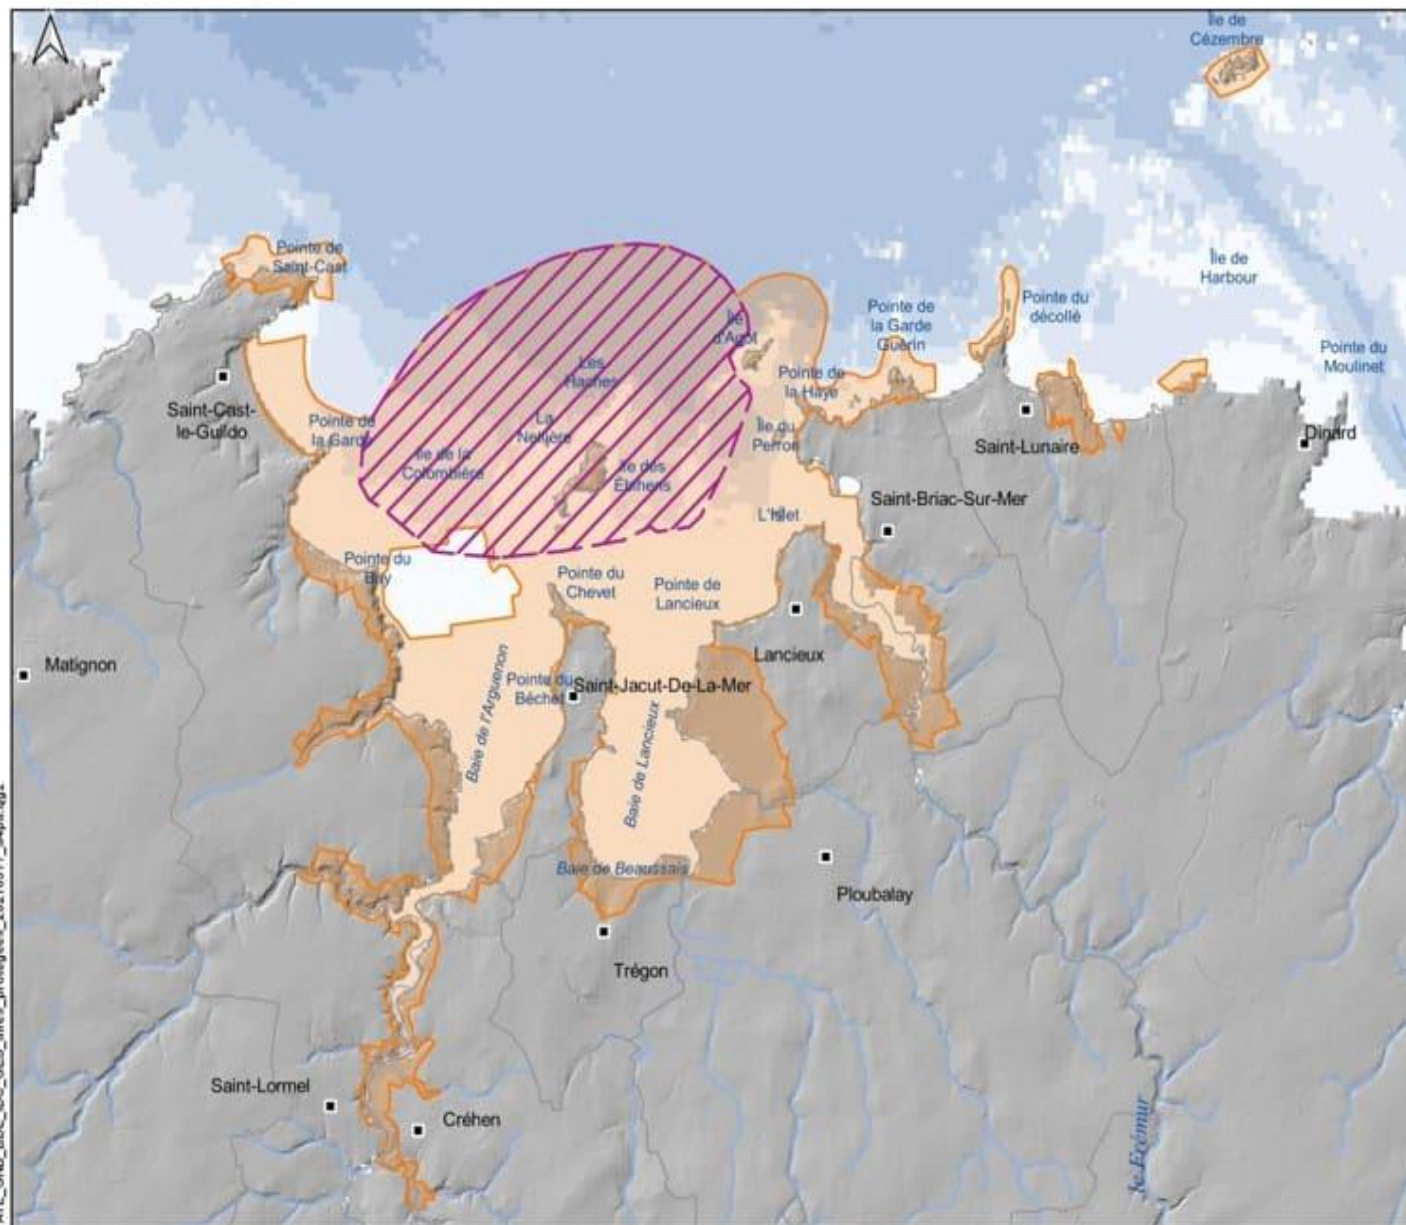 Île de
Cézembre
Pointe de
Saint-Cast
Île de
Harbour
Pointe du
décollé
Pointe de
la Garde
Guérin
Île
d'Agot
Pointe du
Moulinet
Les
Haches
Pointe de
la Haye
Saint-Cast-
le-Guildo
Pointe de
la Garde
La
Nellière
Île du
Perron
Saint-Lunaire
Dinard
Île de la
Colombière
Île des
Ébihens
Saint-Briac-Sur-Mer
L'Islet
Pointe du
Bay
Pointe du
Chevet
Pointe de
Lancieux
Matignon
Lancieux
Baie de l'Arguenon
Pointe du
Béchet
Saint-Jacut-De-La-Mer
Baie de Lancieux
Baie de Beaussais
Ploubalay
Trégon
Saint-Lormel
Créhen
le Frémur